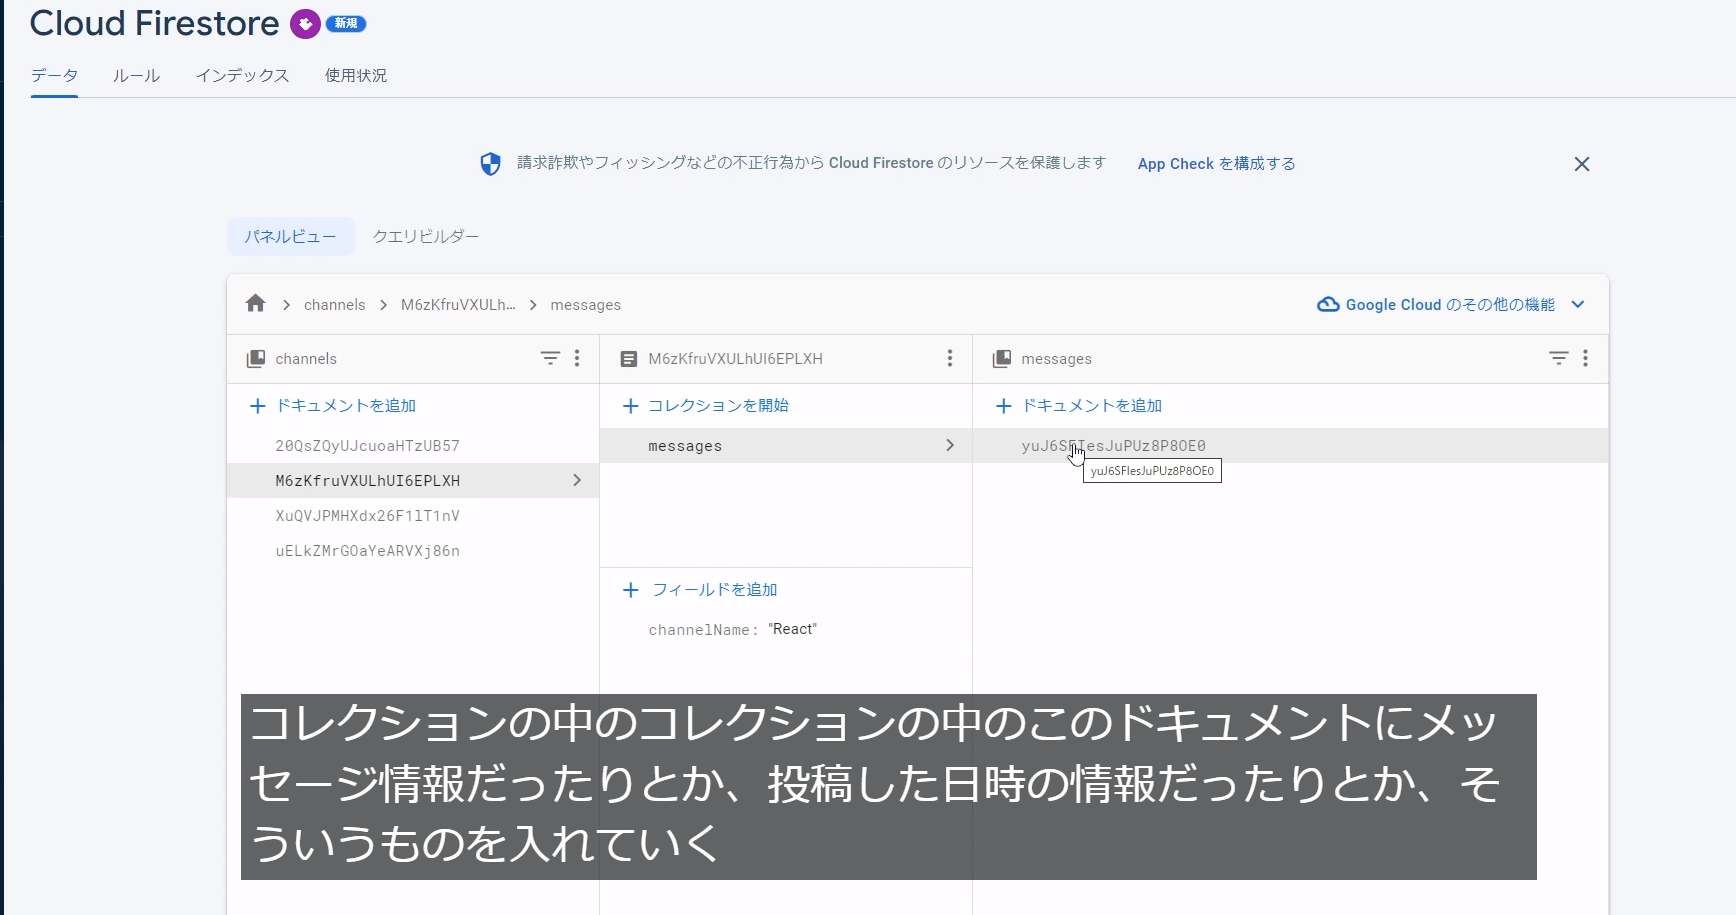 Cloud Firestore 新規
データ ルール インデックス 使用状況
請求詐欺やフィッシングなどの不正行為から Cloud Firestore のリソースを保護します App Check を構成する
パネルビュー クエリビルダー
channels M6zKfruVXULh... messages Google Cloud のその他の機能
channels M6zKfruVXULhUI6EPLXH messages
ドキュメントを追加 コレクションを開始 ドキュメントを追加
20QsZQyUJcuoaHTzUB57 messages yuJ6SFIesJuPUz8P8OE0
yuJ6SFIesJuPUz8P8OE0
M6zKfruVXULhUI6EPLXH
XuQVJPMHXdx26F1lT1nV
uELkZMrGOaYeARVXj86n
フィールドを追加
channelName: "React"
コレクションの中のコレクションの中のこのドキュメントにメッ
セージ情報だったりとか、投稿した日時の情報だったりとか、そ
ういうものを入れていく